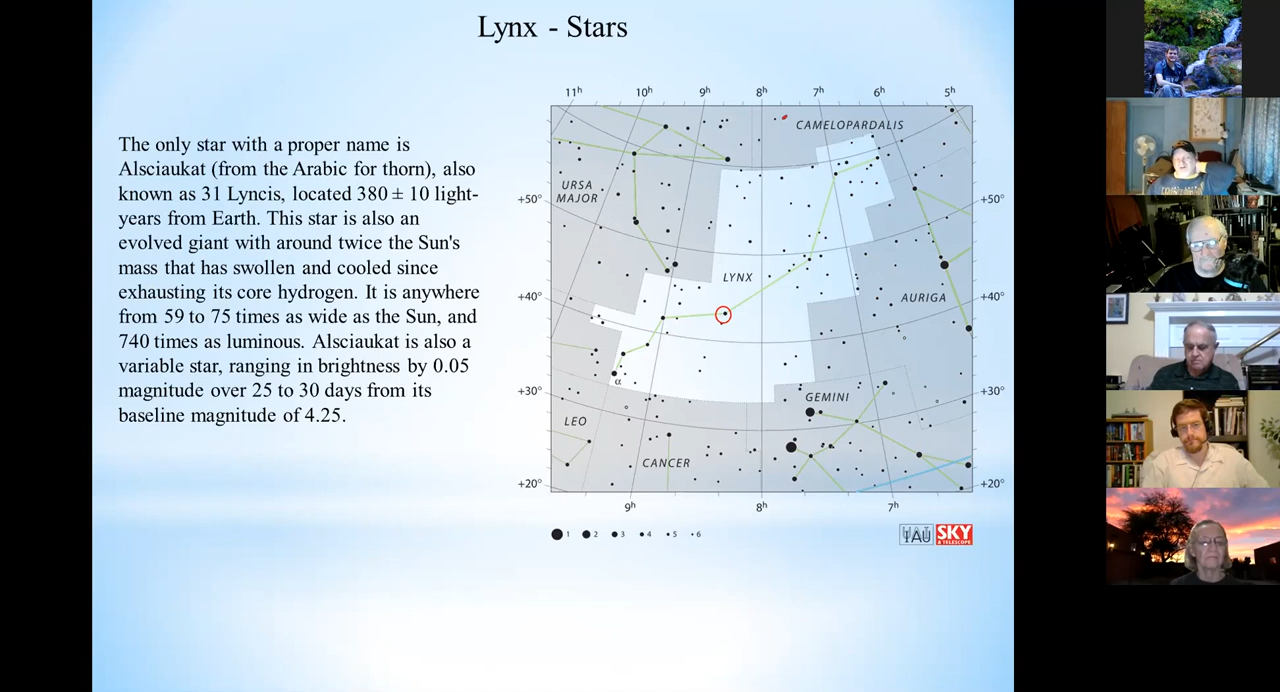 Lynx - Stars
The only star with a proper name is
Alsciaukat (from the Arabic for thorn), also
known as 31 Lyncis, located 380 ± 10 light-
years from Earth. This star is also an
evolved giant with around twice the Sun's
mass that has swollen and cooled since
exhausting its core hydrogen. It is anywhere
from 59 to 75 times as wide as the Sun, and
740 times as luminous. Alsciaukat is also a
variable star, ranging in brightness by 0.05
magnitude over 25 to 30 days from its
baseline magnitude of 4.25.
11h 10h 9h 8h 7h 6h 5h
CAMELOPARDALIS
URSA
MAJOR
+50° +50°
LYNX
+40° AURIGA +40°
α
+30° GEMINI +30°
LEO
CANCER
+20° +20°
9h 8h 7h
1 2 3 4 5 6
IAU SKY
& TELESCOPE